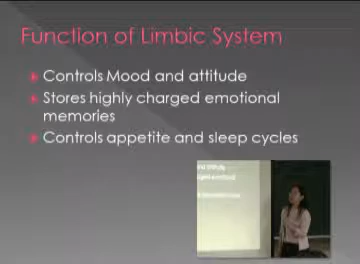 Function of Limbic System
Controls Mood and attitude
Stores highly charged emotional
memories
Controls appetite and sleep cycles